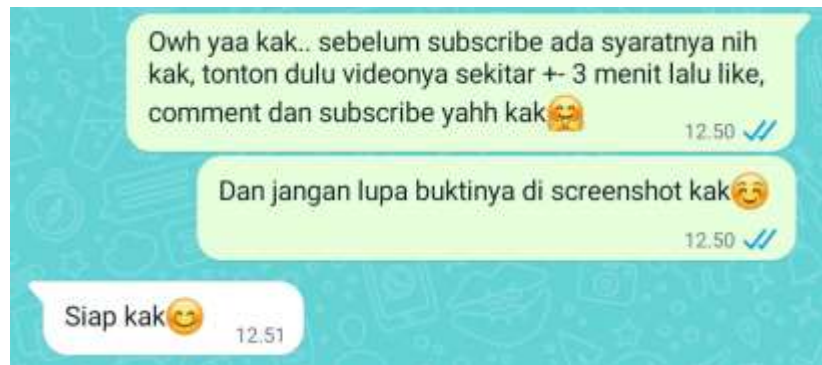 Owh yaa kak.. sebelum subscribe ada syaratnya nih
kak, tonton dulu videonya sekitar +- 3 menit lalu like,
comment dan subscribe yahh kak🤗
12.50
Dan jangan lupa buktinya di screenshot kak☺️
12.50
Siap kak😊
12.51